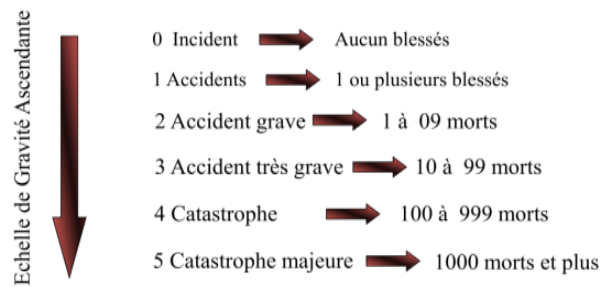 Echelle de Gravité Ascendante
0 Incident Aucun blessés
1 Accidents 1 ou plusieurs blessés
2 Accident grave 1 à 09 morts
3 Accident très grave 10 à 99 morts
4 Catastrophe 100 à 999 morts
5 Catastrophe majeure 1000 morts et plus